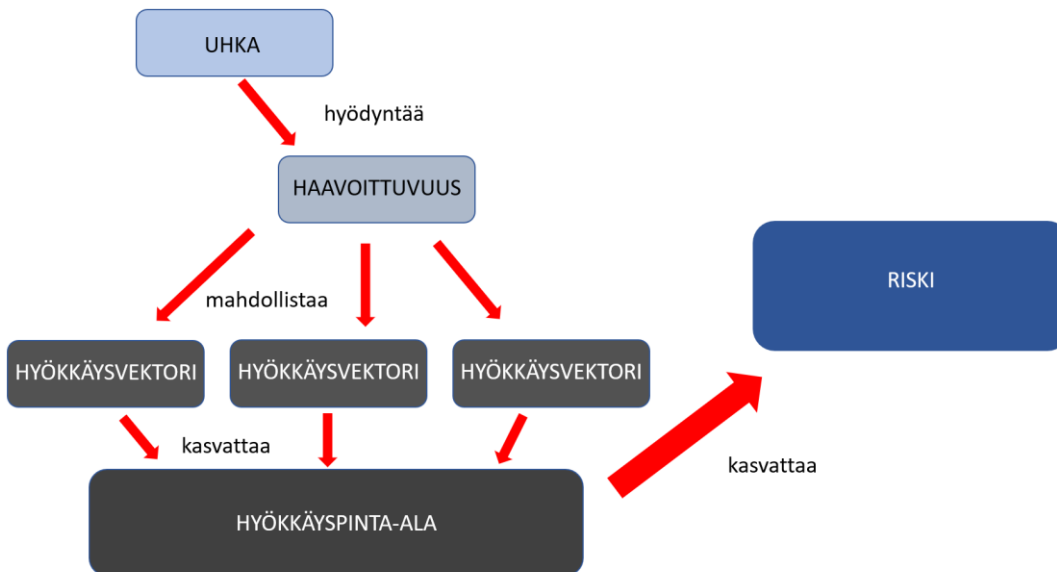 UHKA
hyödyntää
HAAVOITTUVUUS
RISKI
mahdollistaa
HYÖKKÄYSVEKTORI
HYÖKKÄYSVEKTORI
HYÖKKÄYSVEKTORI
kasvattaa
kasvattaa
HYÖKKÄYSPINTA-ALA